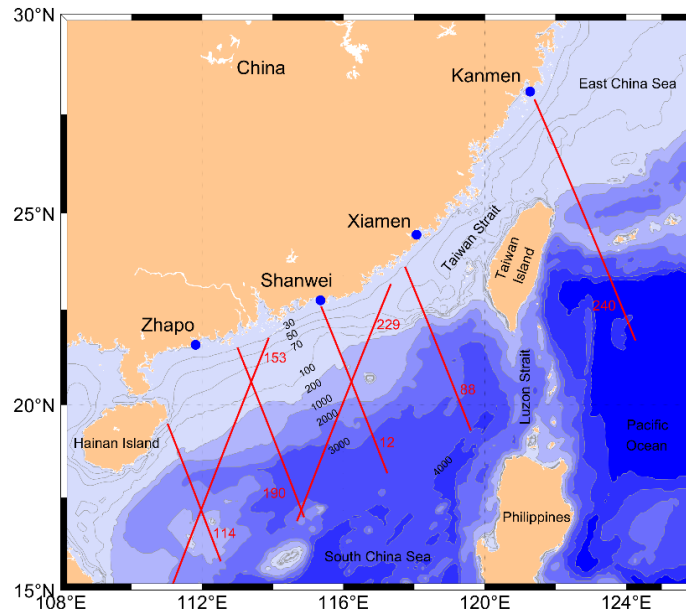 30°N
China
Kanmen
East China Sea
25°N
Xiamen
Taiwan Strait
Taiwan
Island
Shanwei
Zhapo
30
50
70
229
240
153
100
200
1000
2000
3000
88
Luzon Strait
20°N
Hainan Island
12
4000
Pacific
Ocean
190
114
Philippines
South China Sea
15°N
108°E
112°E
116°E
120°E
124°E